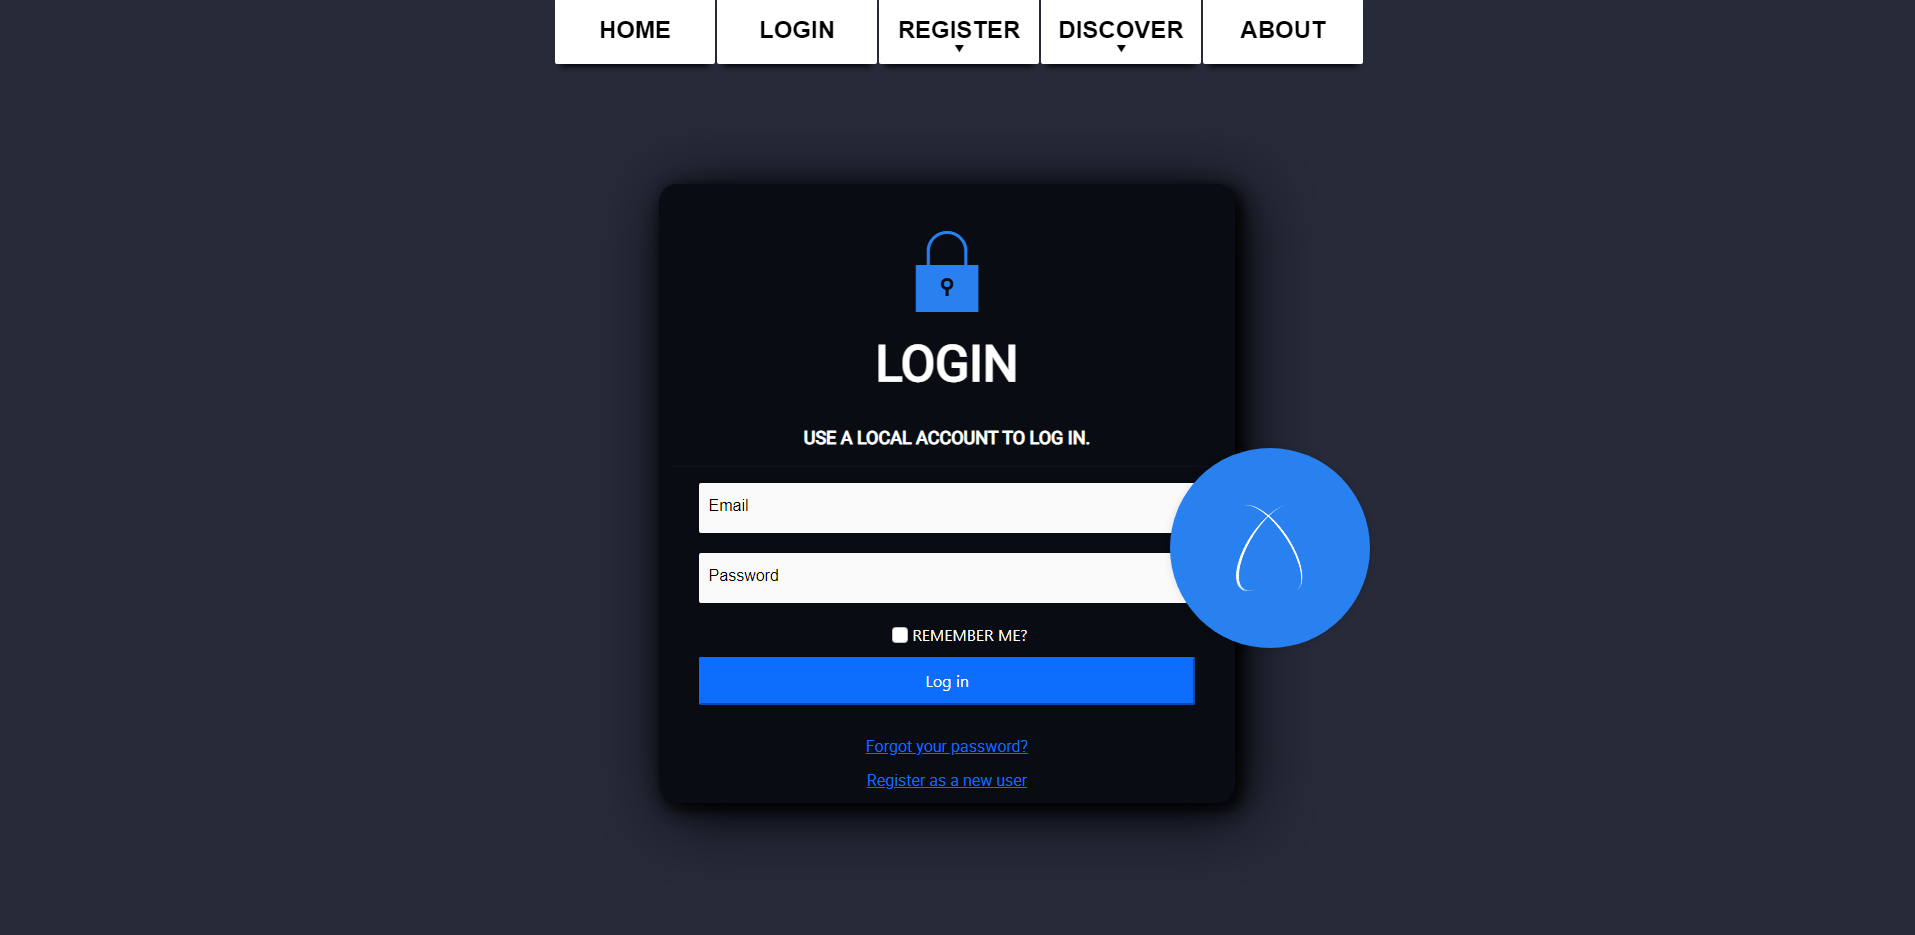 HOME LOGIN REGISTER DISCOVER ABOUT
LOGIN
USE A LOCAL ACCOUNT TO LOG IN.
Email
Password
REMEMBER ME?
Log in
Forgot your password?
Register as a new user